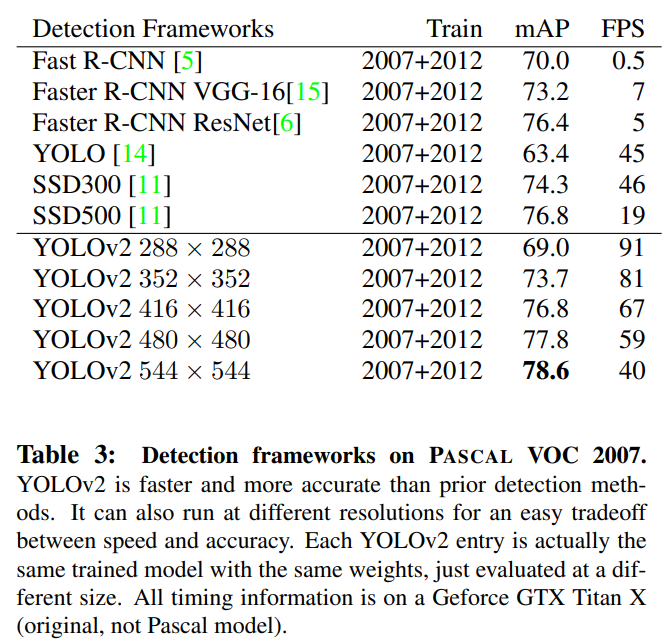 Detection Frameworks Train mAP FPS
Fast R-CNN [5] 2007+2012 70.0 0.5
Faster R-CNN VGG-16[15] 2007+2012 73.2 7
Faster R-CNN ResNet[6] 2007+2012 76.4 5
YOLO [14] 2007+2012 63.4 45
SSD300 [11] 2007+2012 74.3 46
SSD500 [11] 2007+2012 76.8 19
YOLOv2 288 × 288 2007+2012 69.0 91
YOLOv2 352 × 352 2007+2012 73.7 81
YOLOv2 416 × 416 2007+2012 76.8 67
YOLOv2 480 × 480 2007+2012 77.8 59
YOLOv2 544 × 544 2007+2012 78.6 40
Table 3: Detection frameworks on PASCAL VOC 2007.
YOLOv2 is faster and more accurate than prior detection meth-
ods. It can also run at different resolutions for an easy tradeoff
between speed and accuracy. Each YOLOv2 entry is actually the
same trained model with the same weights, just evaluated at a dif-
ferent size. All timing information is on a Geforce GTX Titan X
(original, not Pascal model).